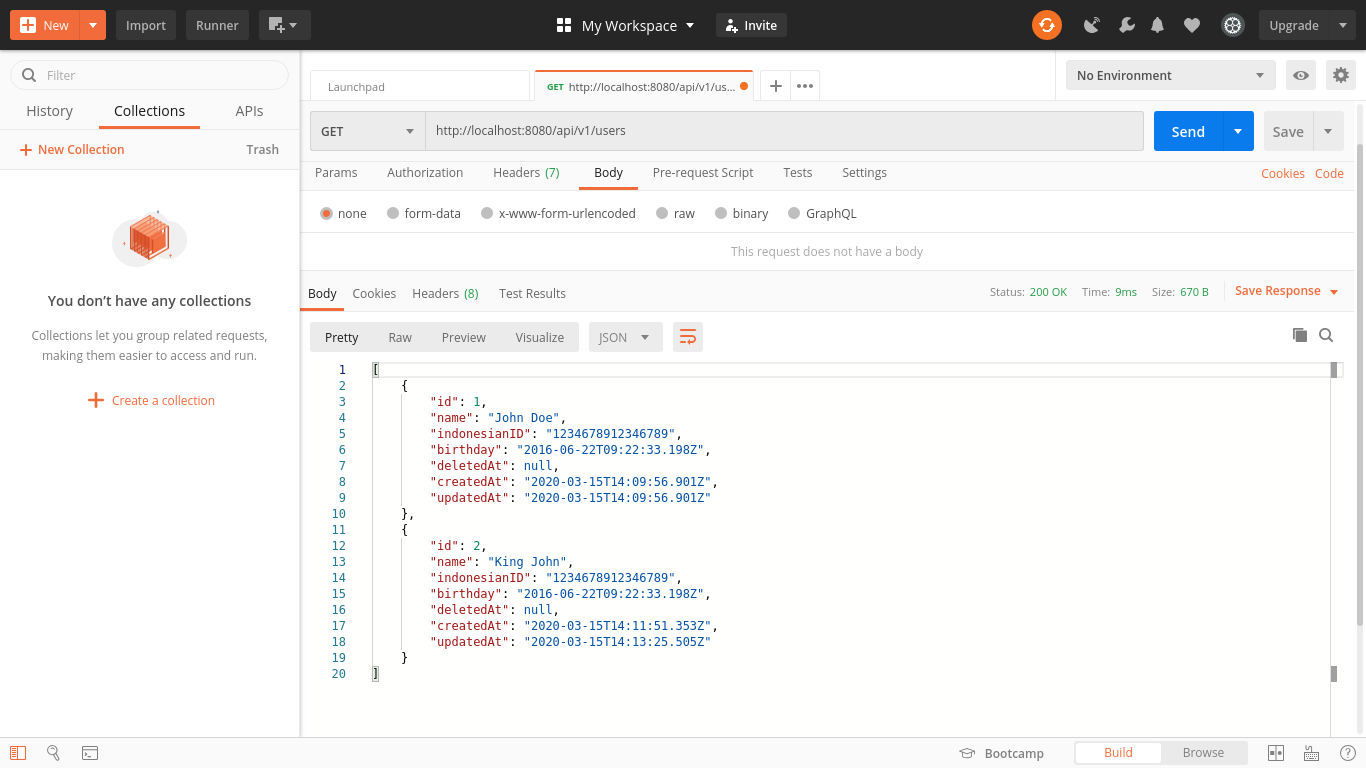 New Import Runner My Workspace Invite Upgrade
Filter
History Collections APIs
New Collection Trash
You don’t have any collections
Collections let you group related requests,
making them easier to access and run.
Create a collection
Launchpad GET http://localhost:8080/api/v1/us... No Environment
GET http://localhost:8080/api/v1/users Send Save
Params Authorization Headers (7) Body Pre-request Script Tests Settings Cookies Code
none form-data x-www-form-urlencoded raw binary GraphQL
This request does not have a body
Body Cookies Headers (8) Test Results Status: 200 OK Time: 9ms Size: 670 B Save Response
Pretty Raw Preview Visualize JSON
1 [
2 {
3 "id": 1,
4 "name": "John Doe",
5 "indonesianID": "1234678912346789",
6 "birthday": "2016-06-22T09:22:33.198Z",
7 "deletedAt": null,
8 "createdAt": "2020-03-15T14:09:56.901Z",
9 "updatedAt": "2020-03-15T14:09:56.901Z"
10 },
11 {
12 "id": 2,
13 "name": "King John",
14 "indonesianID": "1234678912346789",
15 "birthday": "2016-06-22T09:22:33.198Z",
16 "deletedAt": null,
17 "createdAt": "2020-03-15T14:11:51.353Z",
18 "updatedAt": "2020-03-15T14:13:25.505Z"
19 }
20 ]
Bootcamp Build Browse